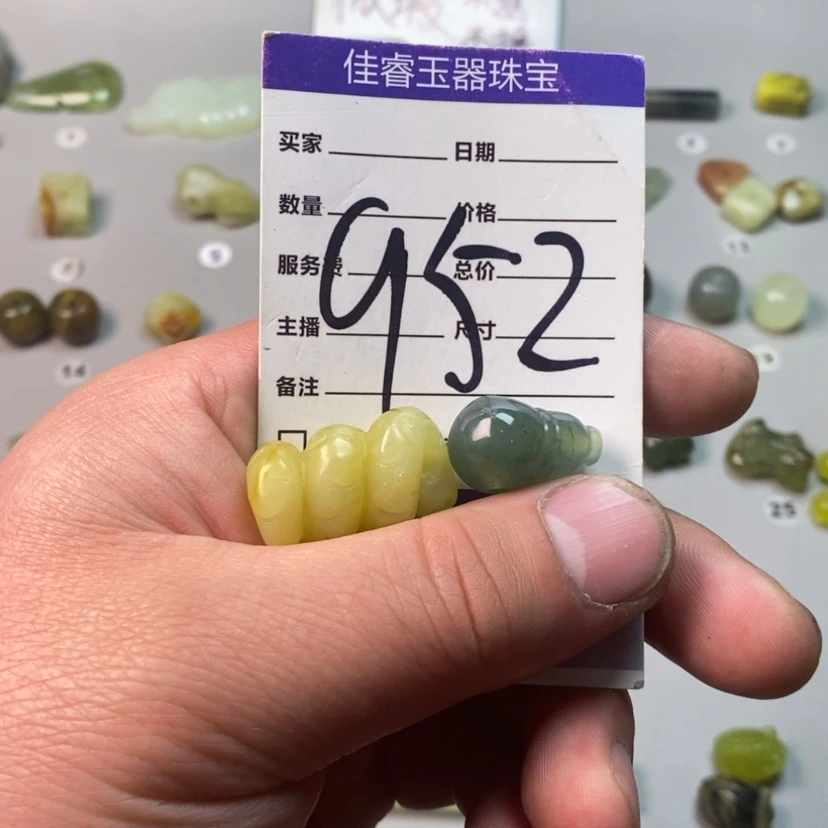 佳睿玉器珠宝
买家 日期
数量 价格
服务费 总价
主播 尺寸
备注
952
25